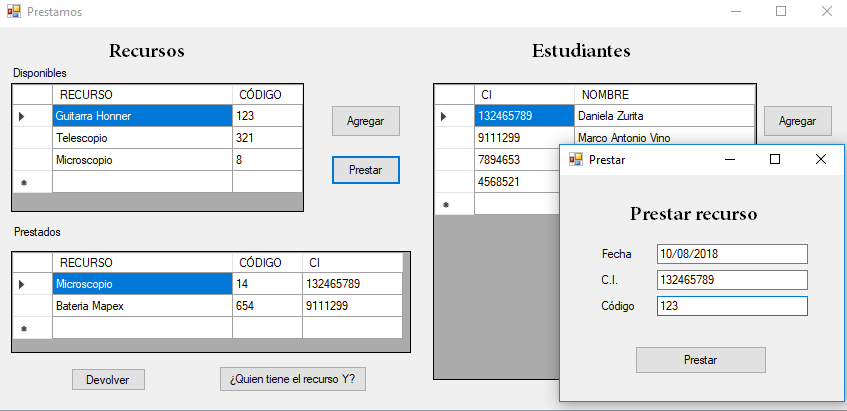 Prestamos
Recursos
Disponibles
RECURSO CÓDIGO
Guitarra Honner 123
Telescopio 321
Microscopio 8
Agregar
Prestar
Prestados
RECURSO CÓDIGO CI
Microscopio 14 132465789
Bateria Mapex 654 9111299
Devolver
¿Quien tiene el recurso Y?
Estudiantes
CI NOMBRE
132465789 Daniela Zurita
9111299 Marco Antonio Vino
7894653
4568521
Agregar
Prestar
Prestar recurso
Fecha 10/08/2018
C.I. 132465789
Código 123
Prestar